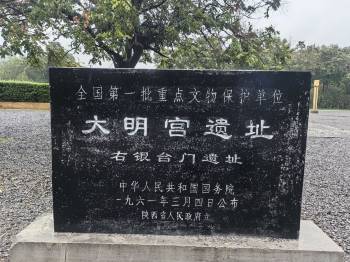 全国第一批重点文物保护单位
大明宫遗址
右银台门遗址
中华人民共和国国务院
一九六一年三月四日公布
陕西省人民政府立